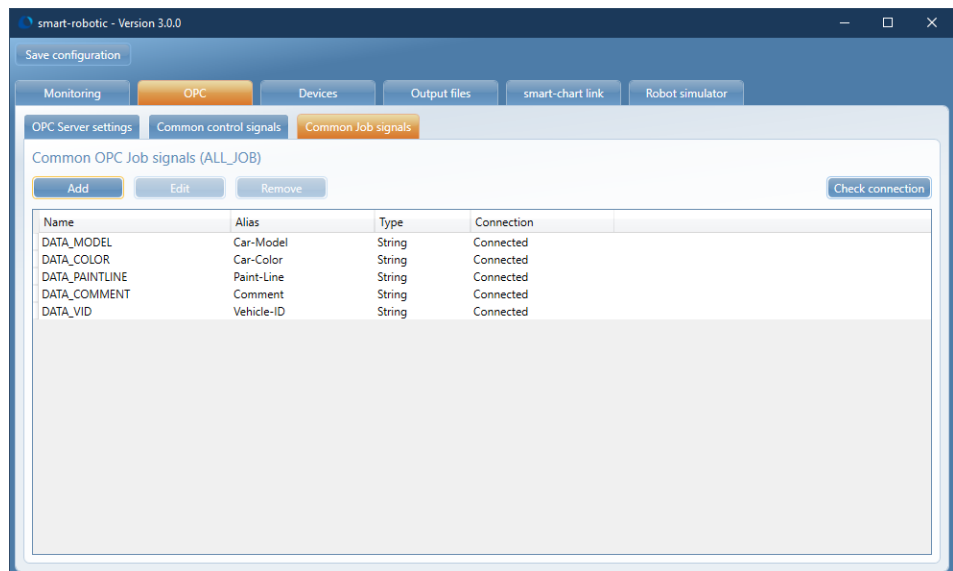 smart-robotic - Version 3.0.0
Save configuration
Monitoring OPC Devices Output files smart-chart link Robot simulator
OPC Server settings Common control signals Common Job signals
Common OPC Job signals (ALL_JOB)
Add Edit Remove Check connection
Name Alias Type Connection
DATA_MODEL Car-Model String Connected
DATA_COLOR Car-Color String Connected
DATA_PAINTLINE Paint-Line String Connected
DATA_COMMENT Comment String Connected
DATA_VID Vehicle-ID String Connected